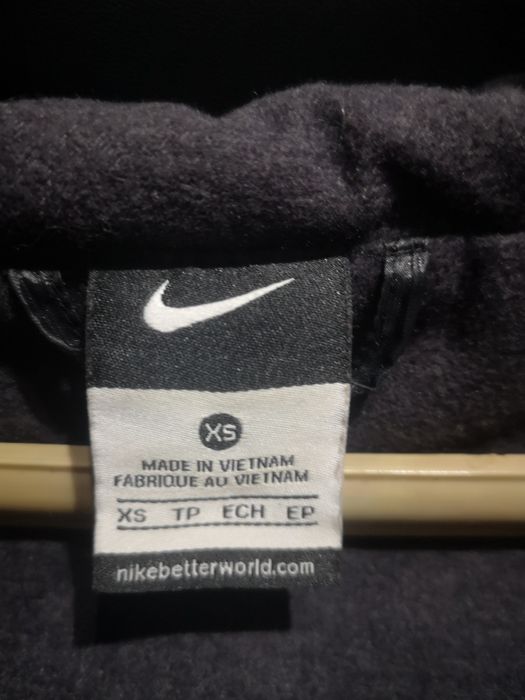 XS
MADE IN VIETNAM
FABRIQUE AU VIETNAM
XS TP ECH EP
nikebetterworld.com